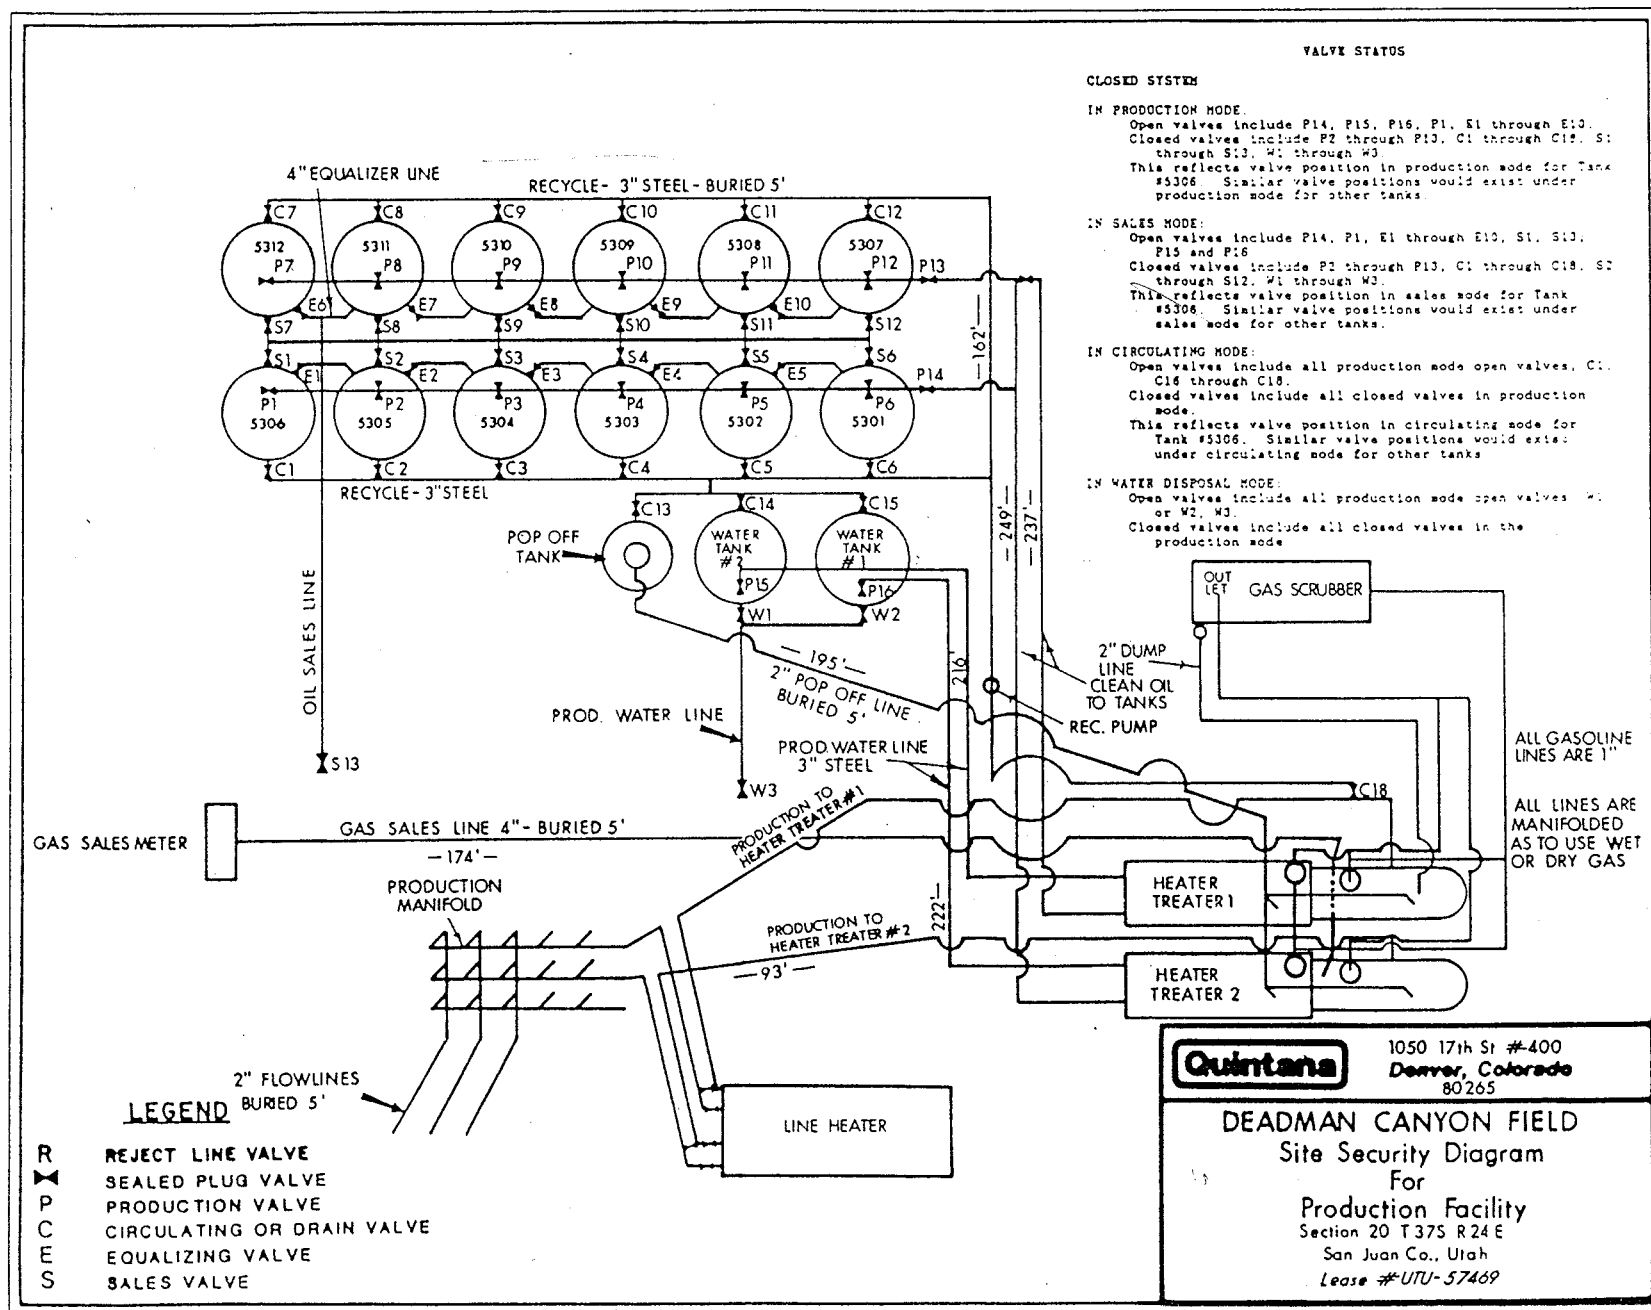 VALVE STATUS
CLOSED SYSTEM
IN PRODUCTION MODE:
Open valves include P14, P15, P16, P1, E1 through E10.
Closed valves include P2 through P13, C1 through C18, S1
through S13, W1 through W3.
This reflects valve position in production mode for Tank
#5306. Similar valve positions would exist under
production mode for other tanks.
IN SALES MODE:
Open valves include P14, P1, E1 through E10, S1, S13,
P15 and P16
Closed valves include P2 through P13, C1 through C18, S2
through S12, W1 through W3.
This reflects valve position in sales mode for Tank
#5306. Similar valve positions would exist under
sales mode for other tanks.
IN CIRCULATING MODE:
Open valves include all production mode open valves, C1,
C16 through C18.
Closed valves include all closed valves in production
mode.
This reflects valve position in circulating mode for
Tank #5306. Similar valve positions would exist
under circulating mode for other tanks
IN WATER DISPOSAL MODE:
Open valves include all production mode open valves W1
or W2, W3.
Closed valves include all closed valves in the
production mode
4" EQUALIZER LINE
RECYCLE- 3" STEEL - BURIED 5'
C7 C8 C9 C10 C11 C12
5312 5311 5310 5309 5308 5307
P7 P8 P9 P10 P11 P12 P13
E6 E7 E8 E9 E10
S7 S8 S9 S10 S11 S12
S1 S2 S3 S4 S5 S6
E1 E2 E3 E4 E5
P1 P2 P3 P4 P5 P6 P14
5306 5305 5304 5303 5302 5301
C1 C2 C3 C4 C5 C6
RECYCLE- 3" STEEL
—162'—
—249'—
—237'—
C13 C14 C15
POP OFF
TANK
WATER
TANK
#2
WATER
TANK
#1
P15 P16
W1 W2
OIL SALES LINE
S13
PROD. WATER LINE
W3
—195'—
2" POP OFF LINE
BURIED 5'
216'
PROD. WATER LINE
3" STEEL
2" DUMP
LINE
CLEAN OIL
TO TANKS
REC. PUMP
OUT
LET
GAS SCRUBBER
ALL GASOLINE
LINES ARE 1"
ALL LINES ARE
MANIFOLDED
AS TO USE WET
OR DRY GAS
C18
GAS SALES METER
GAS SALES LINE 4" - BURIED 5'
—174'—
PRODUCTION TO
HEATER TREATER #1
PRODUCTION
MANIFOLD
PRODUCTION TO
HEATER TREATER #2
—93'—
222'
HEATER
TREATER 1
HEATER
TREATER 2
2" FLOWLINES
BURIED 5'
LINE HEATER
LEGEND
R REJECT LINE VALVE
SEALED PLUG VALVE
P PRODUCTION VALVE
C CIRCULATING OR DRAIN VALVE
E EQUALIZING VALVE
S SALES VALVE
Quintana
1050 17th St #400
Denver, Colorado
80265
DEADMAN CANYON FIELD
Site Security Diagram
For
Production Facility
Section 20 T37S R24E
San Juan Co., Utah
Lease #UTU-57469